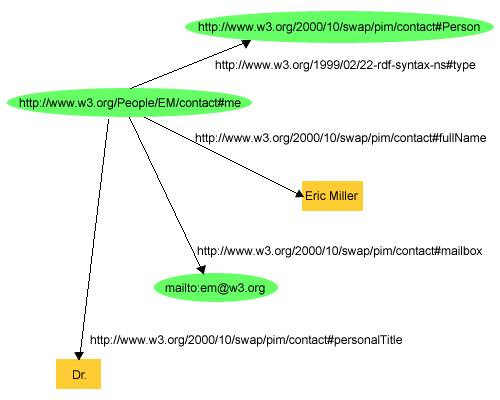 http://www.w3.org/2000/10/swap/pim/contact#Person
http://www.w3.org/1999/02/22-rdf-syntax-ns#type
http://www.w3.org/People/EM/contact#me
http://www.w3.org/2000/10/swap/pim/contact#fullName
Eric Miller
http://www.w3.org/2000/10/swap/pim/contact#mailbox
mailto:em@w3.org
http://www.w3.org/2000/10/swap/pim/contact#personalTitle
Dr.